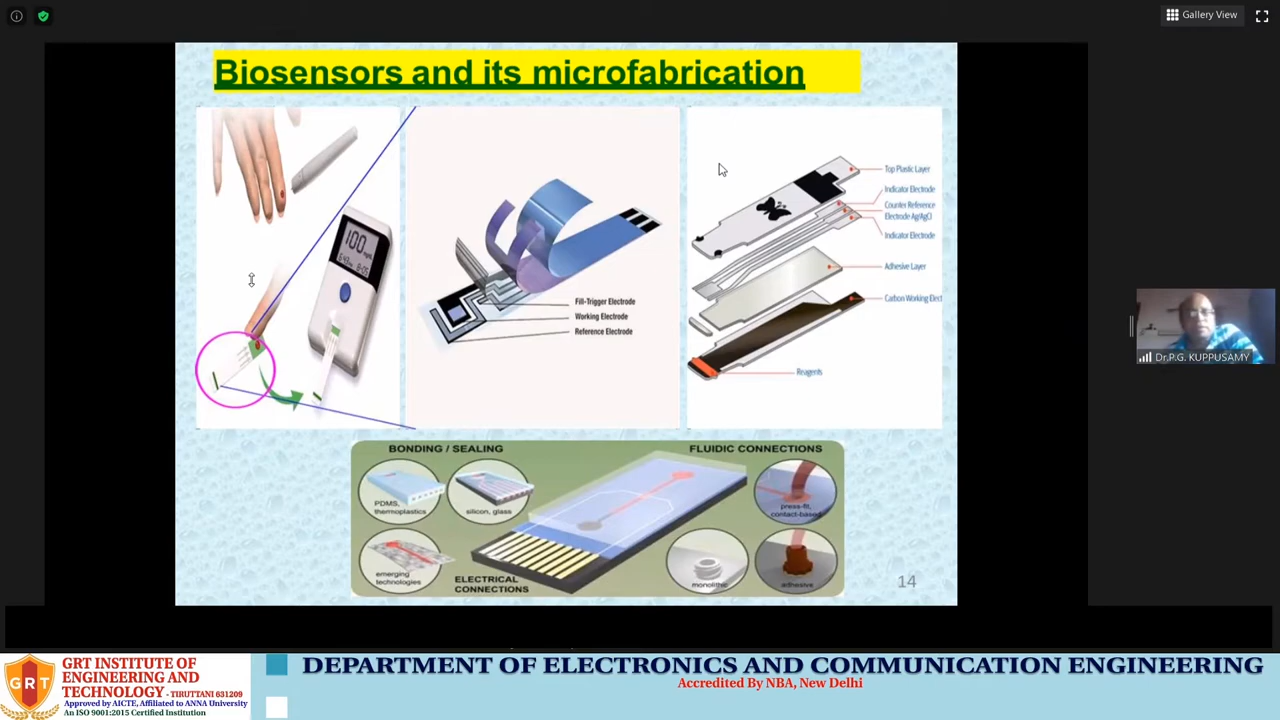 Gallery View
Biosensors and its microfabrication
100
Fill-Trigger Electrode
Working Electrode
Reference Electrode
Top Plastic Layer
Indicator Electrode
Counter Reference
Electrode Ag/AgCl
Indicator Electrode
Adhesive Layer
Carbon Working Elect
Reagents
BONDING / SEALING
PDMS,
thermoplastics
silicon, glass
emerging
technologies
ELECTRICAL
CONNECTIONS
FLUIDIC CONNECTIONS
press-fit,
contact-based
monolithic
adhesive
14
Dr.P.G. KUPPUSAMY
GRT
GRT INSTITUTE OF
ENGINEERING AND
TECHNOLOGY - TIRUTTANI 631209
Approved by AICTE, Affiliated to ANNA University
An ISO 9001:2015 Certified Institution
DEPARTMENT OF ELECTRONICS AND COMMUNICATION ENGINEERING
Accredited By NBA, New Delhi